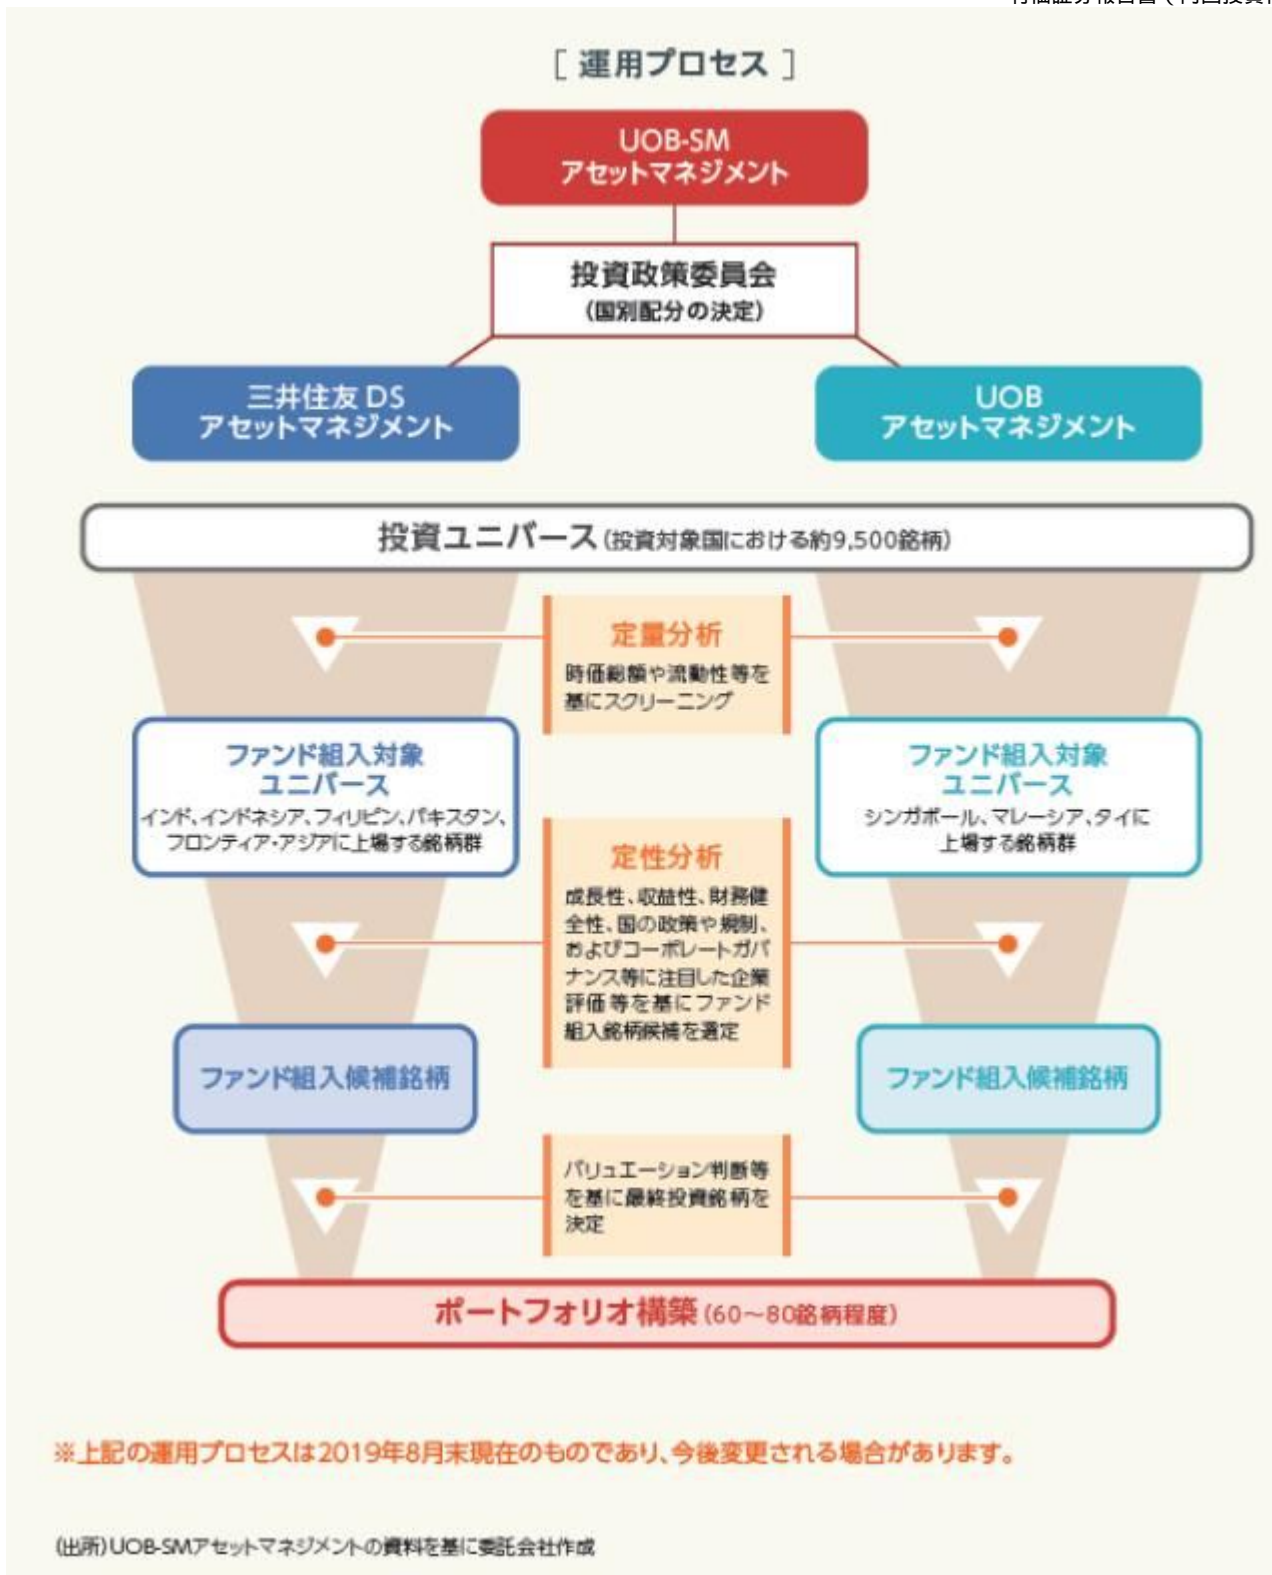 [ 運用プロセス ]
UOB-SM
アセットマネジメント
投資政策委員会
(国別配分の決定)
三井住友 DS
アセットマネジメント
UOB
アセットマネジメント
投資ユニバース(投資対象国における約9,500銘柄)
定量分析
時価総額や流動性等を
基にスクリーニング
ファンド組入対象
ユニバース
インド、インドネシア、フィリピン、パキスタン、
フロンティア・アジアに上場する銘柄群
ファンド組入対象
ユニバース
シンガポール、マレーシア、タイに
上場する銘柄群
定性分析
成長性、収益性、財務健
全性、国の政策や規制、
およびコーポレートガバ
ナンス等に注目した企業
評価等を基にファンド
組入銘柄候補を選定
ファンド組入候補銘柄
ファンド組入候補銘柄
バリュエーション判断等
を基に最終投資銘柄を
決定
ポートフォリオ構築(60〜80銘柄程度)
※上記の運用プロセスは2019年8月末現在のものであり、今後変更される場合があります。
(出所)UOB-SMアセットマネジメントの資料を基に委託会社作成